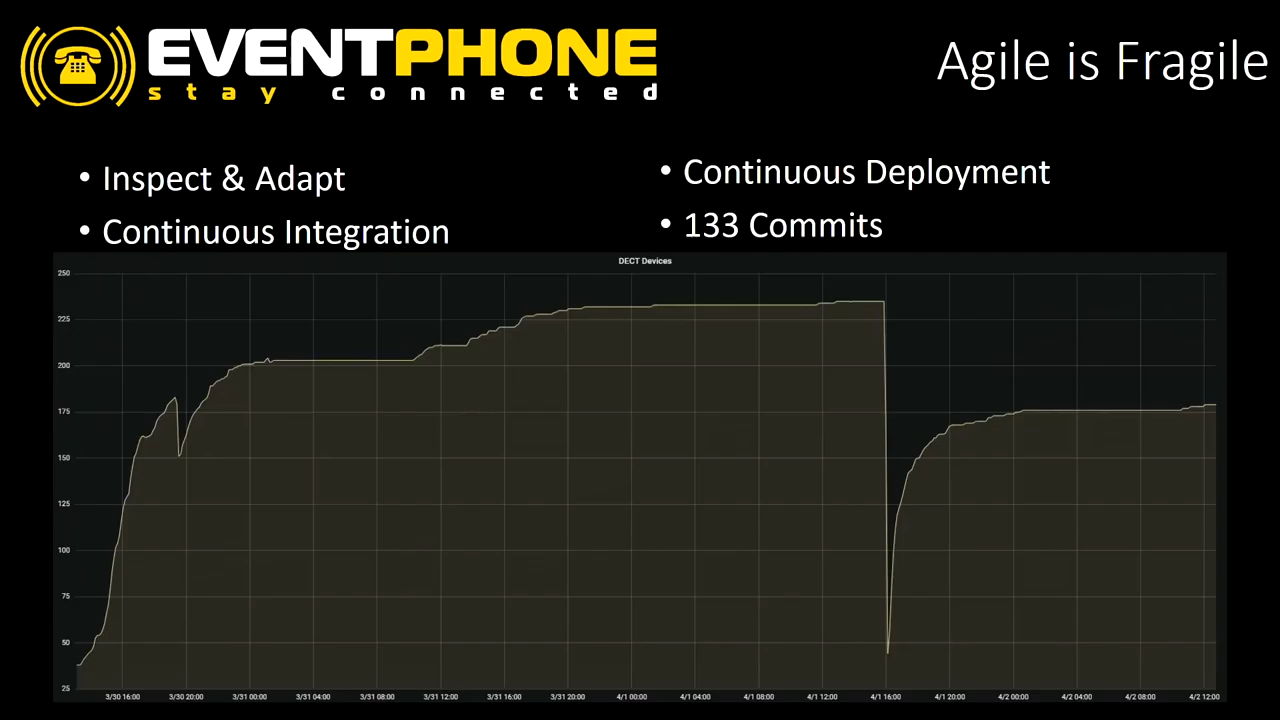 EVENTPHONE
stay connected
Agile is Fragile
• Inspect & Adapt
• Continuous Integration
• Continuous Deployment
• 133 Commits
DECT Devices
250
225
200
175
150
125
100
75
50
25
3/30 16:00 3/30 20:00 3/31 00:00 3/31 04:00 3/31 08:00 3/31 12:00 3/31 16:00 3/31 20:00 4/1 00:00 4/1 04:00 4/1 08:00 4/1 12:00 4/1 16:00 4/1 20:00 4/2 00:00 4/2 04:00 4/2 08:00 4/2 12:00